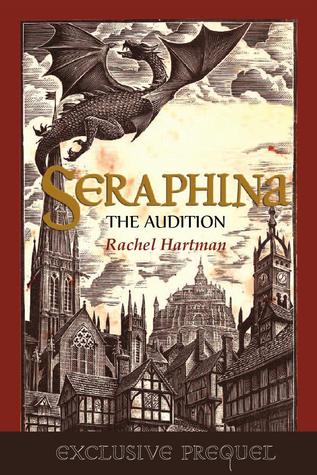 SERAPHINA
THE AUDITION
Rachel Hartman
EXCLUSIVE PREQUEL